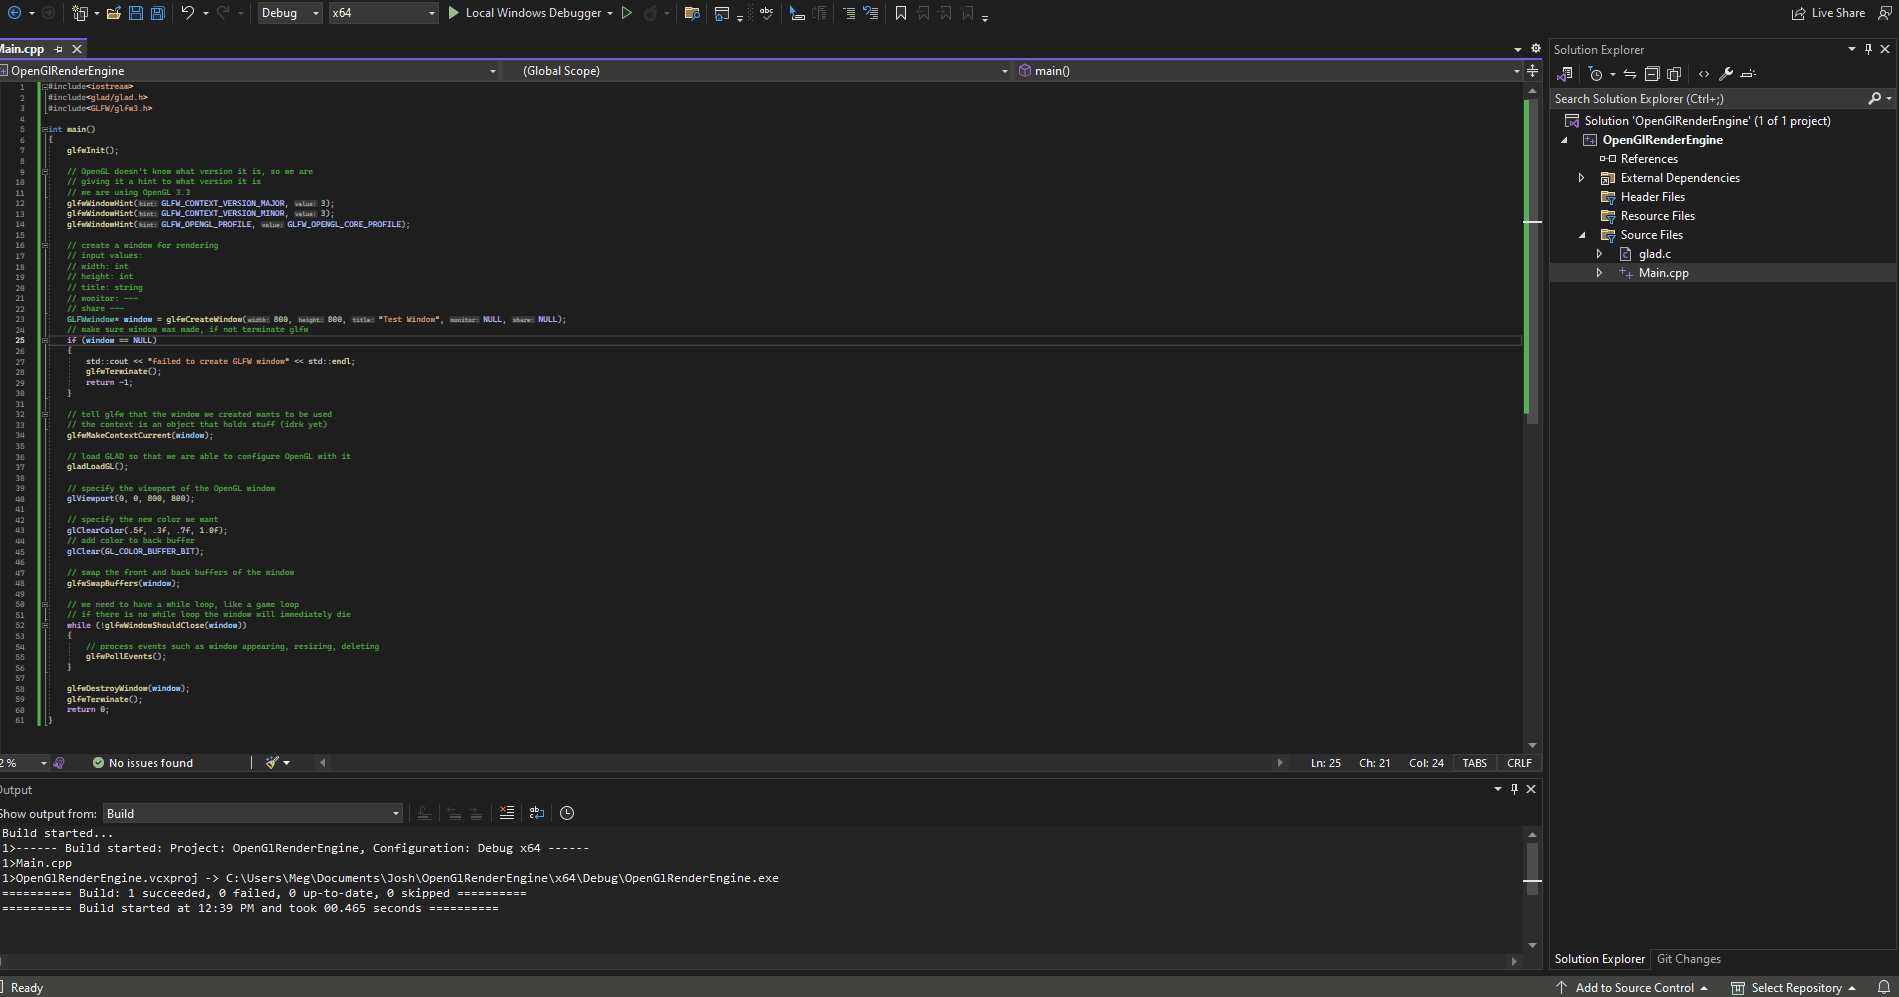 Debug
x64
Local Windows Debugger
Live Share
Main.cpp
OpenGlRenderEngine
(Global Scope)
main()
1 #include<iostream>
2 #include<glad/glad.h>
3 #include<GLFW/glfw3.h>
4
5 int main()
6 {
7 glfwInit();
8
9 // OpenGL doesn't know what version it is, so we are
10 // giving it a hint to what version it is
11 // we are using OpenGL 3.3
12 glfwWindowHint(hint: GLFW_CONTEXT_VERSION_MAJOR, value: 3);
13 glfwWindowHint(hint: GLFW_CONTEXT_VERSION_MINOR, value: 3);
14 glfwWindowHint(hint: GLFW_OPENGL_PROFILE, value: GLFW_OPENGL_CORE_PROFILE);
15
16 // create a window for rendering
17 // input values:
18 // width: int
19 // height: int
20 // title: string
21 // monitor: ---
22 // share ---
23 GLFWwindow* window = glfwCreateWindow(width: 800, height: 800, title: "Test Window", monitor: NULL, share: NULL);
24 // make sure window was made, if not terminate glfw
25 if (window == NULL)
26 {
27 std::cout << "failed to create GLFW window" << std::endl;
28 glfwTerminate();
29 return -1;
30 }
31
32 // tell glfw that the window we created wants to be used
33 // the context is an object that holds stuff (idrk yet)
34 glfwMakeContextCurrent(window);
35
36 // load GLAD so that we are able to configure OpenGL with it
37 gladLoadGL();
38
39 // specify the viewport of the OpenGL window
40 glViewport(0, 0, 800, 800);
41
42 // specify the new color we want
43 glClearColor(.5f, .3f, .7f, 1.0f);
44 // add color to back buffer
45 glClear(GL_COLOR_BUFFER_BIT);
46
47 // swap the front and back buffers of the window
48 glfwSwapBuffers(window);
49
50 // we need to have a while loop, like a game loop
51 // if there is no while loop the window will immediately die
52 while (!glfwWindowShouldClose(window))
53 {
54 // process events such as window appearing, resizing, deleting
55 glfwPollEvents();
56 }
57
58 glfwDestroyWindow(window);
59 glfwTerminate();
60 return 0;
61 }
2 %
No issues found
Ln: 25 Ch: 21 Col: 24 TABS CRLF
Output
Show output from: Build
Build started...
1>------ Build started: Project: OpenGlRenderEngine, Configuration: Debug x64 ------
1>Main.cpp
1>OpenGlRenderEngine.vcxproj -> C:\Users\Meg\Documents\Josh\OpenGlRenderEngine\x64\Debug\OpenGlRenderEngine.exe
========== Build: 1 succeeded, 0 failed, 0 up-to-date, 0 skipped ==========
========== Build started at 12:39 PM and took 00.465 seconds ==========
Solution Explorer
Search Solution Explorer (Ctrl+;)
Solution 'OpenGlRenderEngine' (1 of 1 project)
OpenGlRenderEngine
References
External Dependencies
Header Files
Resource Files
Source Files
glad.c
Main.cpp
Solution Explorer
Git Changes
Ready
Add to Source Control
Select Repository